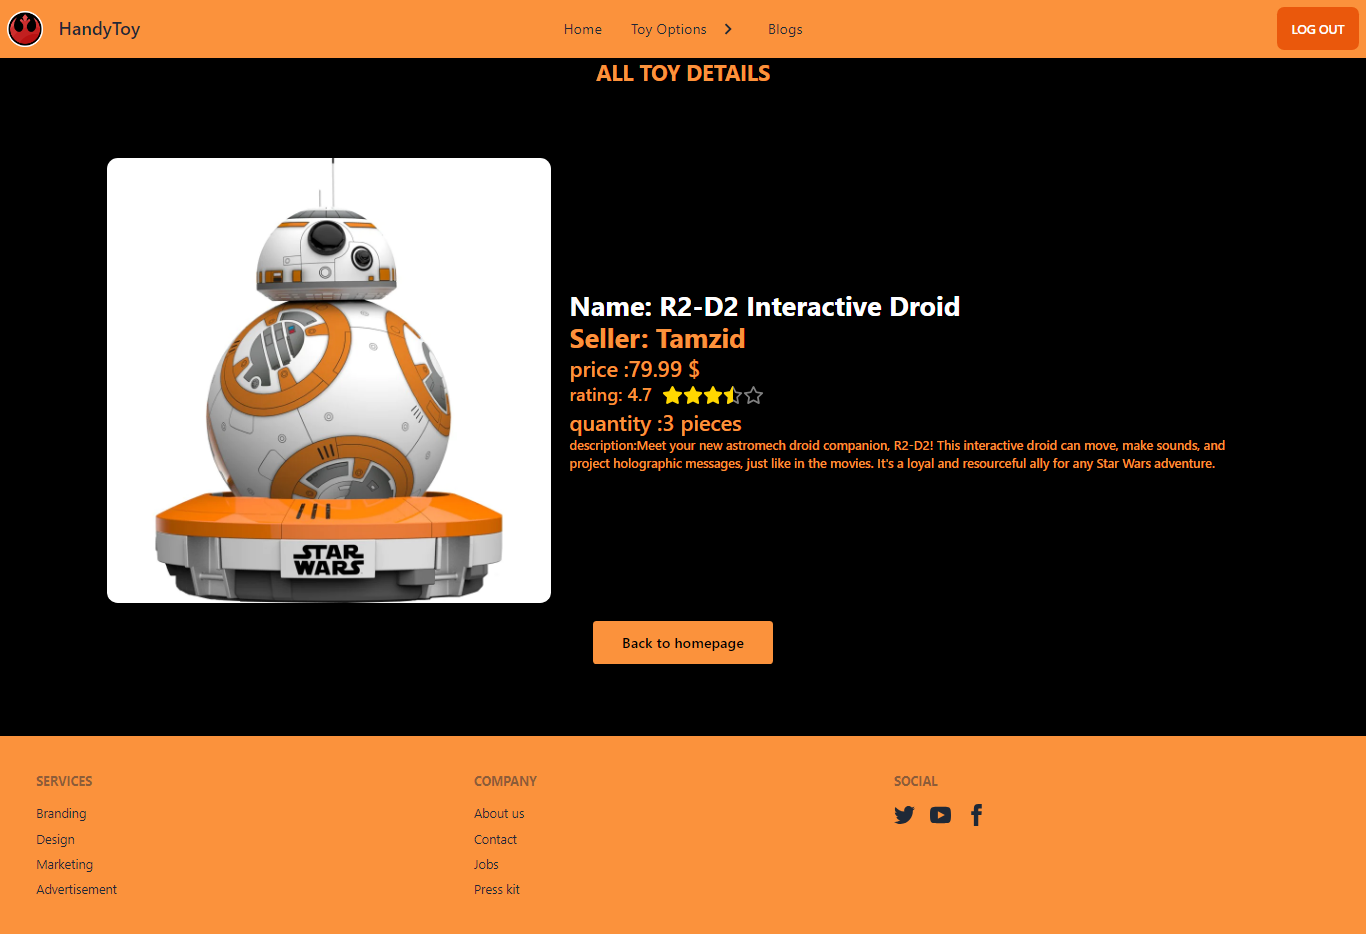 HandyToy
Home
Toy Options
Blogs
LOG OUT
ALL TOY DETAILS
STAR
WARS
Name: R2-D2 Interactive Droid
Seller: Tamzid
price :79.99 $
rating: 4.7
quantity :3 pieces
description:Meet your new astromech droid companion, R2-D2! This interactive droid can move, make sounds, and
project holographic messages, just like in the movies. It's a loyal and resourceful ally for any Star Wars adventure.
Back to homepage
SERVICES
Branding
Design
Marketing
Advertisement
COMPANY
About us
Contact
Jobs
Press kit
SOCIAL